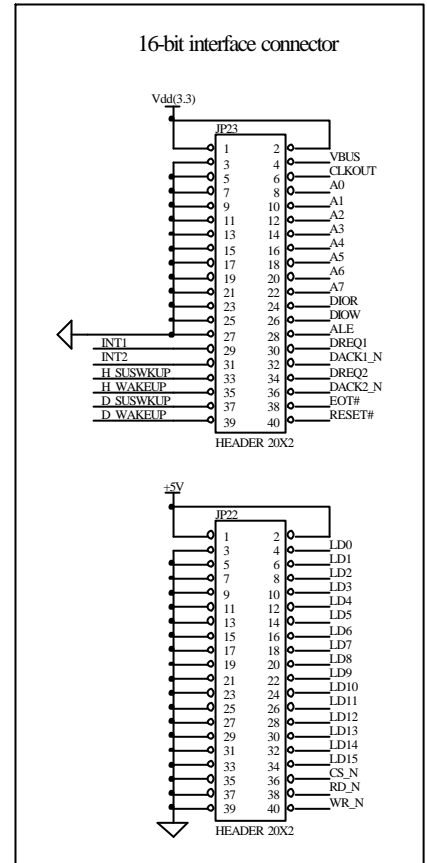 16-bit interface connector
Vdd(3.3)
JP23
1 2
3 4 VBUS
5 6 CLKOUT
7 8 A0
9 10 A1
11 12 A2
13 14 A3
15 16 A4
17 18 A5
19 20 A6
21 22 A7
23 24 DIOR
25 26 DIOW
27 28 ALE
INT1 29 30 DREQ1
INT2 31 32 DACK1_N
H_SUSWKUP 33 34 DREQ2
H_WAKEUP 35 36 DACK2_N
D_SUSWKUP 37 38 EOT#
D_WAKEUP 39 40 RESET#
HEADER 20X2
+5V
JP22
1 2
3 4 LD0
5 6 LD1
7 8 LD2
9 10 LD3
11 12 LD4
13 14 LD5
15 16 LD6
17 18 LD7
19 20 LD8
21 22 LD9
23 24 LD10
25 26 LD11
27 28 LD12
29 30 LD13
31 32 LD14
33 34 LD15
35 36 CS_N
37 38 RD_N
39 40 WR_N
HEADER 20X2